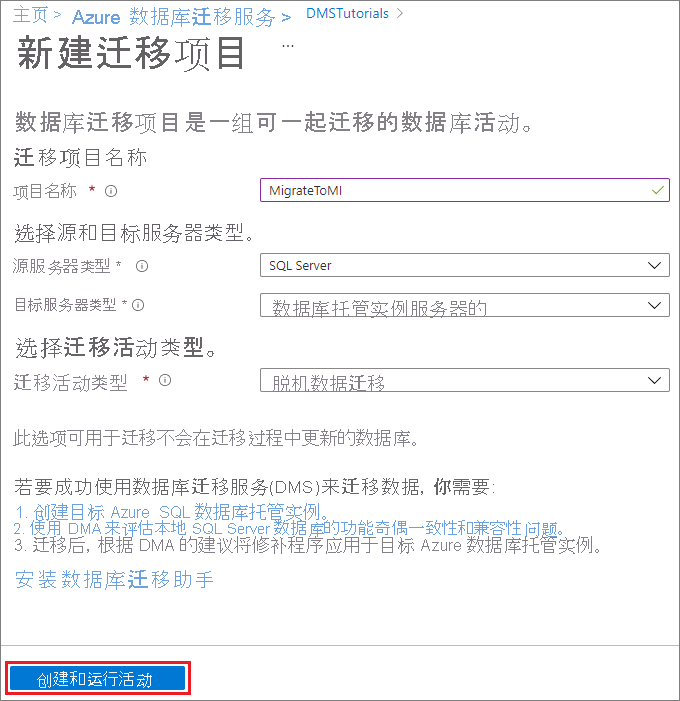 主页 > Azure 数据库迁移服务 > DMSTutorials >
新建迁移项目 ...
数据库迁移项目是一组可一起迁移的数据库活动。
迁移项目名称
项目名称 * MigrateToMI
选择源和目标服务器类型。
源服务器类型 * SQL Server
目标服务器类型 * 数据库托管实例服务器的
选择迁移活动类型。
迁移活动类型 * 脱机数据迁移
此选项可用于迁移不会在迁移过程中更新的数据库。
若要成功使用数据库迁移服务(DMS)来迁移数据, 你需要:
1. 创建目标 Azure SQL 数据库托管实例。
2. 使用 DMA 来评估本地 SQL Server 数据库的功能奇偶一致性和兼容性问题。
3. 迁移后, 根据 DMA 的建议将修补程序应用于目标 Azure 数据库托管实例。
安装数据库迁移助手
创建和运行活动